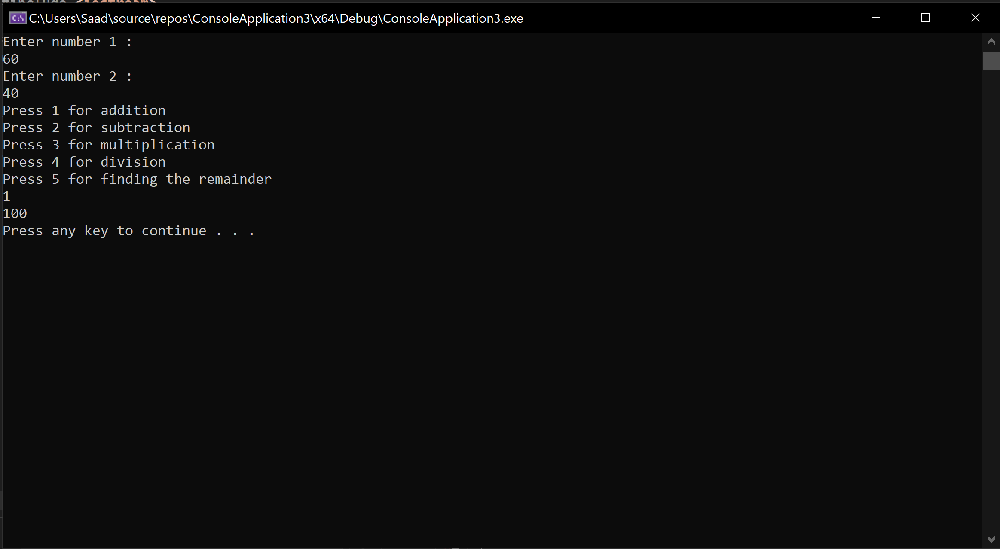 #include <iostream>
C:\Users\Saad\source\repos\ConsoleApplication3\x64\Debug\ConsoleApplication3.exe
Enter number 1 :
60
Enter number 2 :
40
Press 1 for addition
Press 2 for subtraction
Press 3 for multiplication
Press 4 for division
Press 5 for finding the remainder
1
100
Press any key to continue . . .